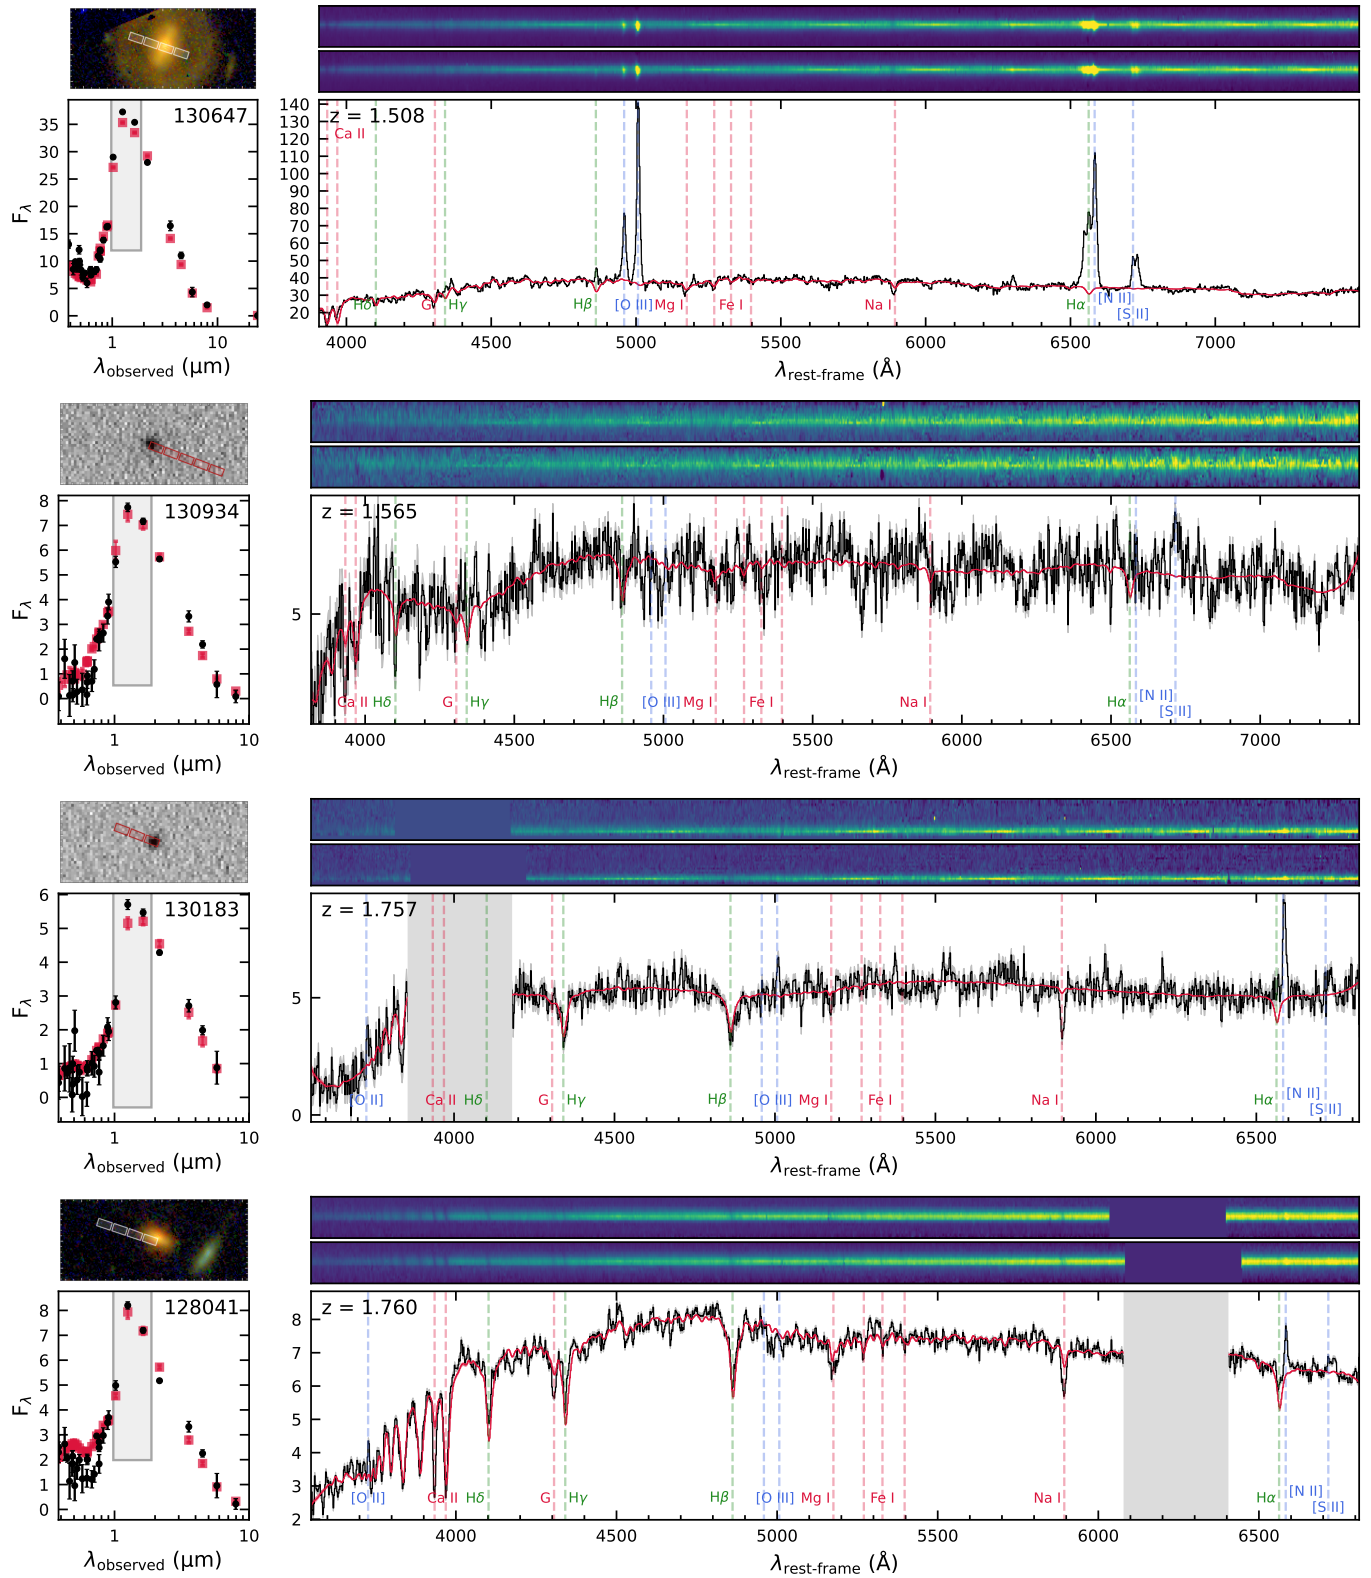 130647
F_λ
35
30
25
20
15
10
5
0
1 10
λ_observed (μm)
z = 1.508
140
130
120
110
100
90
80
70
60
50
40
30
20
Ca II Hδ G Hγ Hβ [O III] Mg I Fe I Na I Hα [N II] [S II]
4000 4500 5000 5500 6000 6500 7000
λ_rest-frame (Å)
130934
F_λ
8
7
6
5
4
3
2
1
0
1 10
λ_observed (μm)
z = 1.565
5
Ca II Hδ G Hγ Hβ [O III] Mg I Fe I Na I Hα [N II] [S II]
4000 4500 5000 5500 6000 6500 7000
λ_rest-frame (Å)
130183
F_λ
6
5
4
3
2
1
0
1 10
λ_observed (μm)
z = 1.757
5
0
[O II] Ca II Hδ G Hγ Hβ [O III] Mg I Fe I Na I Hα [N II] [S II]
4000 4500 5000 5500 6000 6500
λ_rest-frame (Å)
128041
F_λ
8
7
6
5
4
3
2
1
0
1 10
λ_observed (μm)
z = 1.760
8
7
6
5
4
3
2
[O II] Ca II Hδ G Hγ Hβ [O III] Mg I Fe I Na I Hα [N II] [S II]
4000 4500 5000 5500 6000 6500
λ_rest-frame (Å)